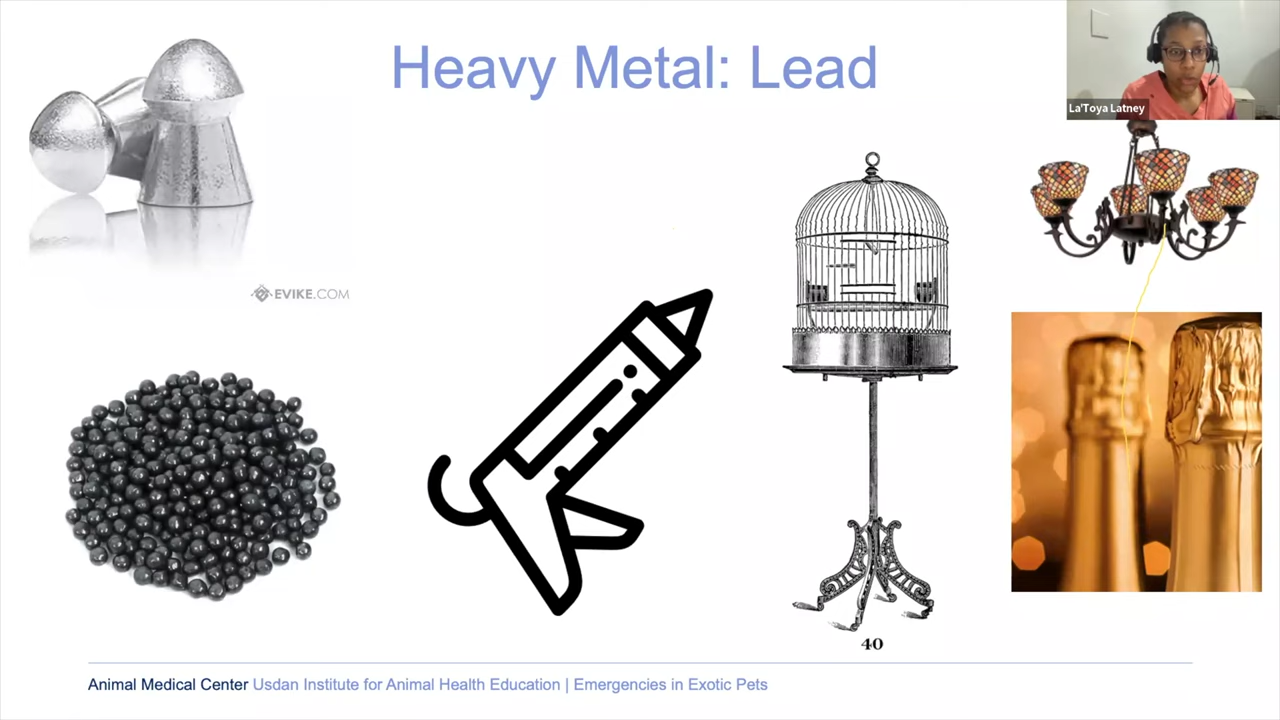 Heavy Metal: Lead
La'Toya Latney
EVIKE.COM
40
Animal Medical Center Usdan Institute for Animal Health Education | Emergencies in Exotic Pets